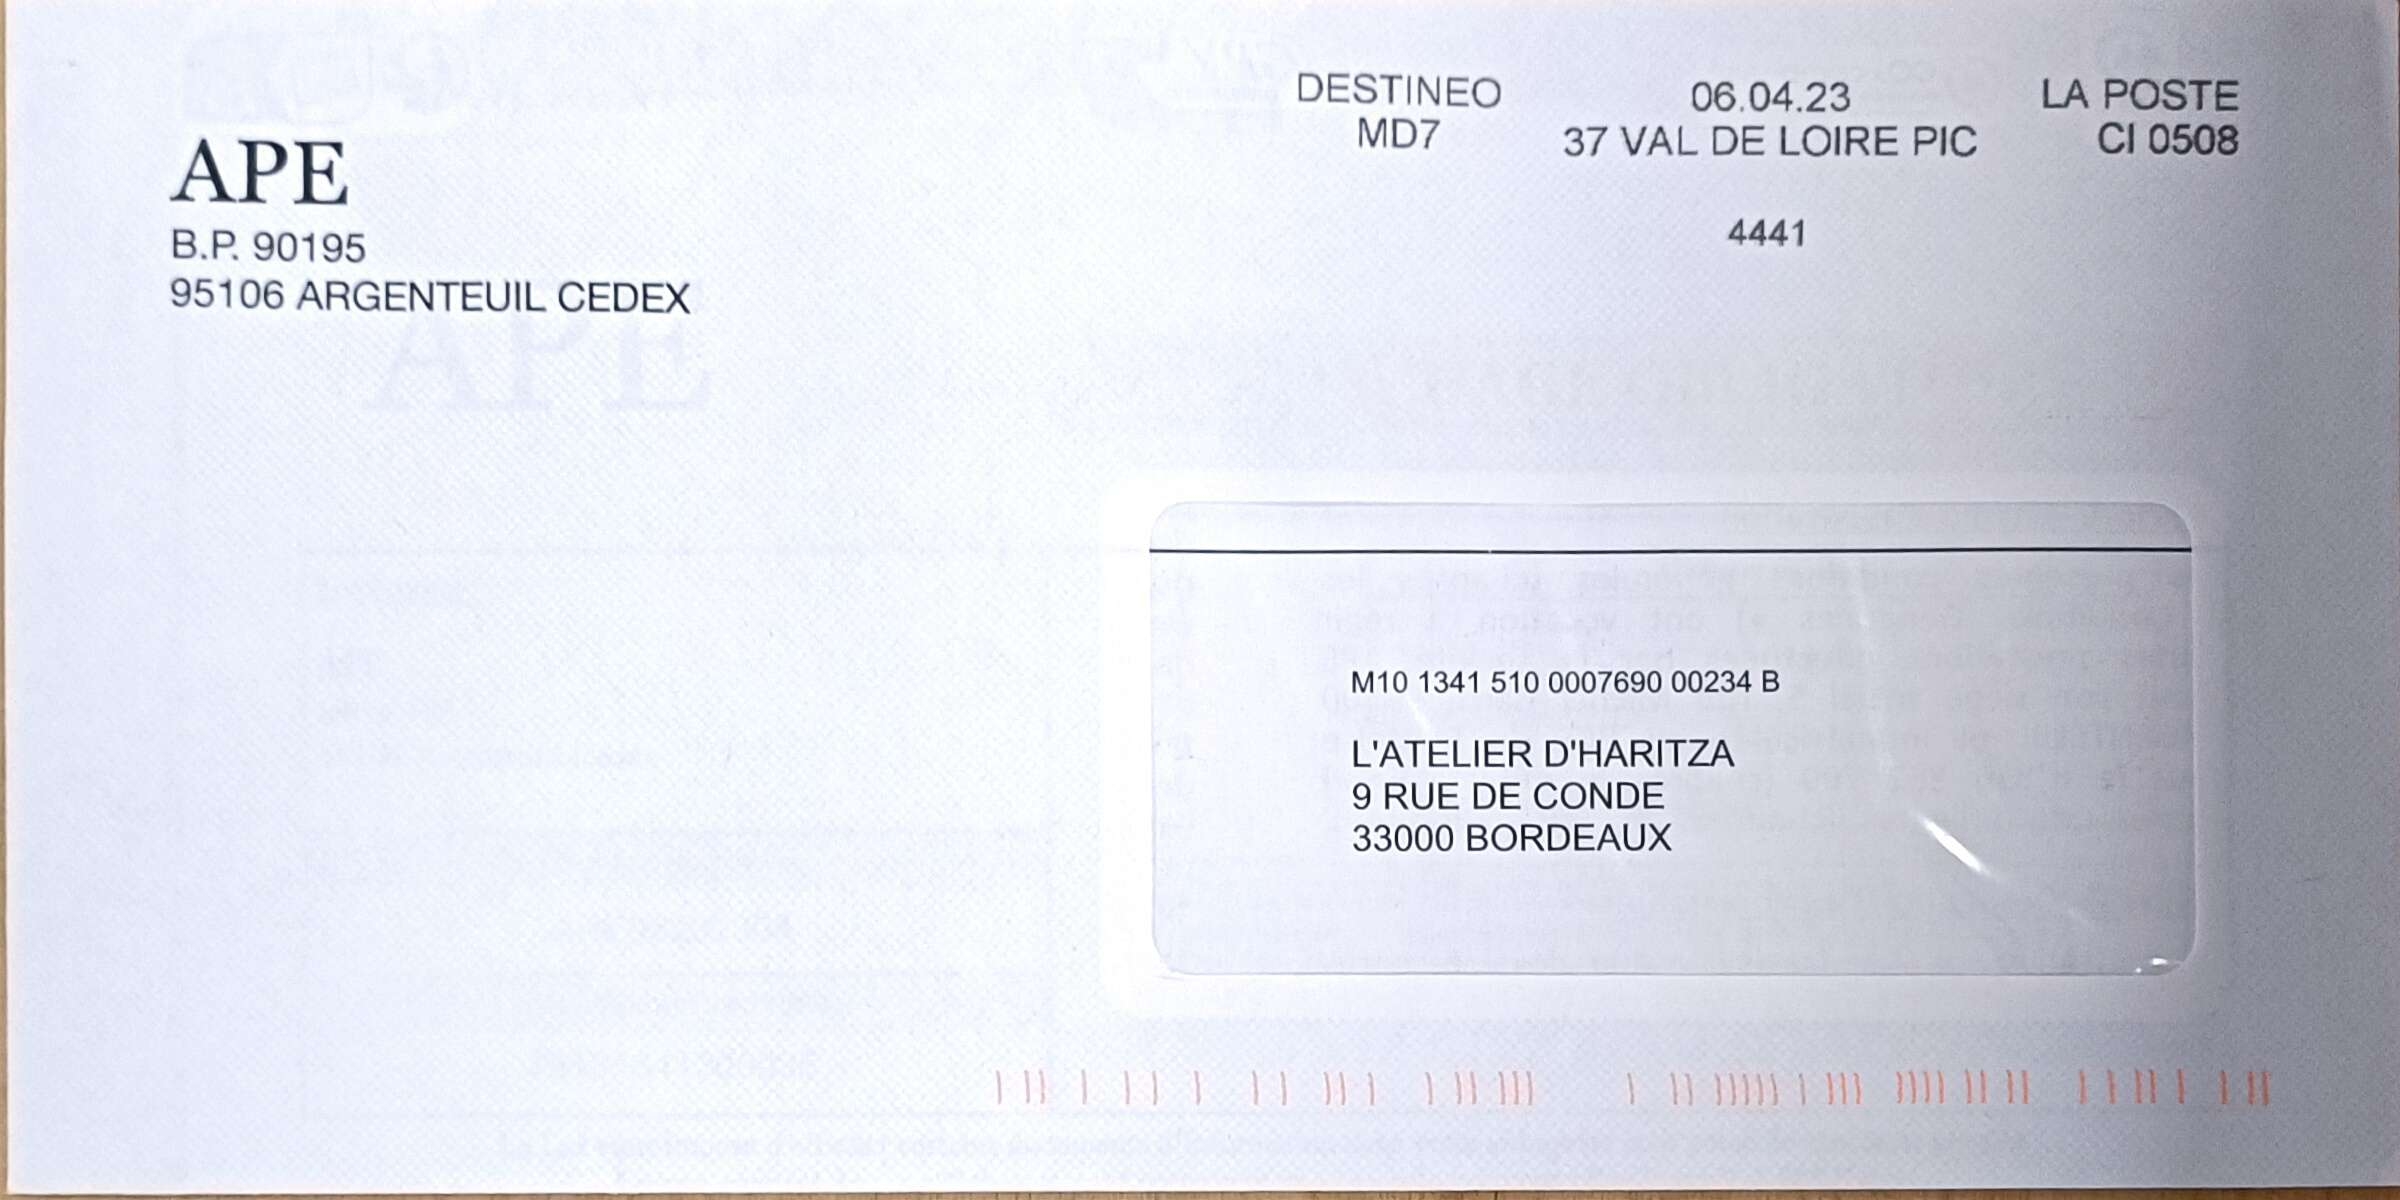 DESTINEO
MD7
06.04.23
37 VAL DE LOIRE PIC
4441
LA POSTE
CI 0508
APE
B.P. 90195
95106 ARGENTEUIL CEDEX
APE
M10 1341 510 0007690 00234 B
L'ATELIER D'HARITZA
9 RUE DE CONDE
33000 BORDEAUX